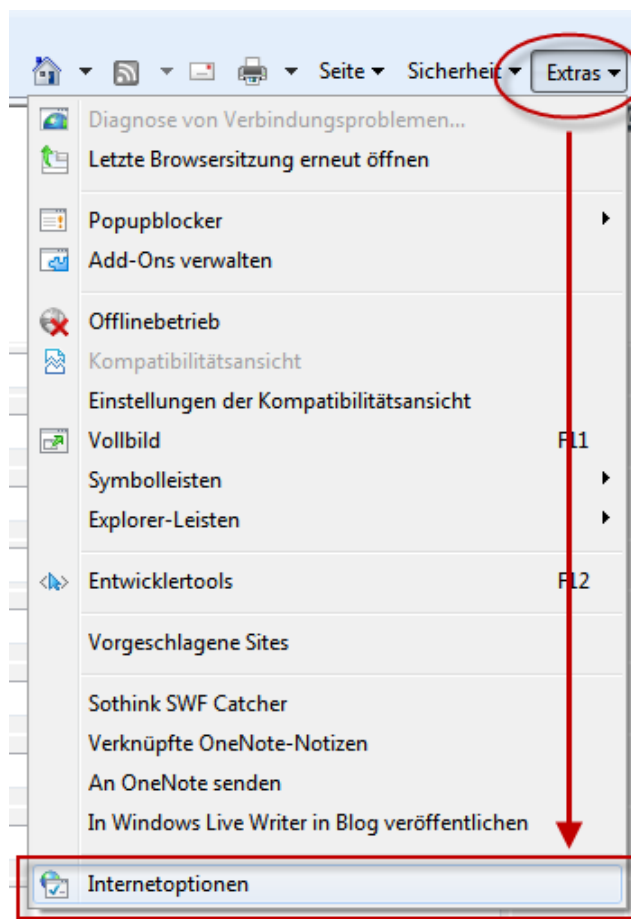 Seite Sicherheit Extras
Diagnose von Verbindungsproblemen...
Letzte Browsersitzung erneut öffnen
Popupblocker
Add-Ons verwalten
Offlinebetrieb
Kompatibilitätsansicht
Einstellungen der Kompatibilitätsansicht
Vollbild F11
Symbolleisten
Explorer-Leisten
Entwicklertools F12
Vorgeschlagene Sites
Sothink SWF Catcher
Verknüpfte OneNote-Notizen
An OneNote senden
In Windows Live Writer in Blog veröffentlichen
Internetoptionen